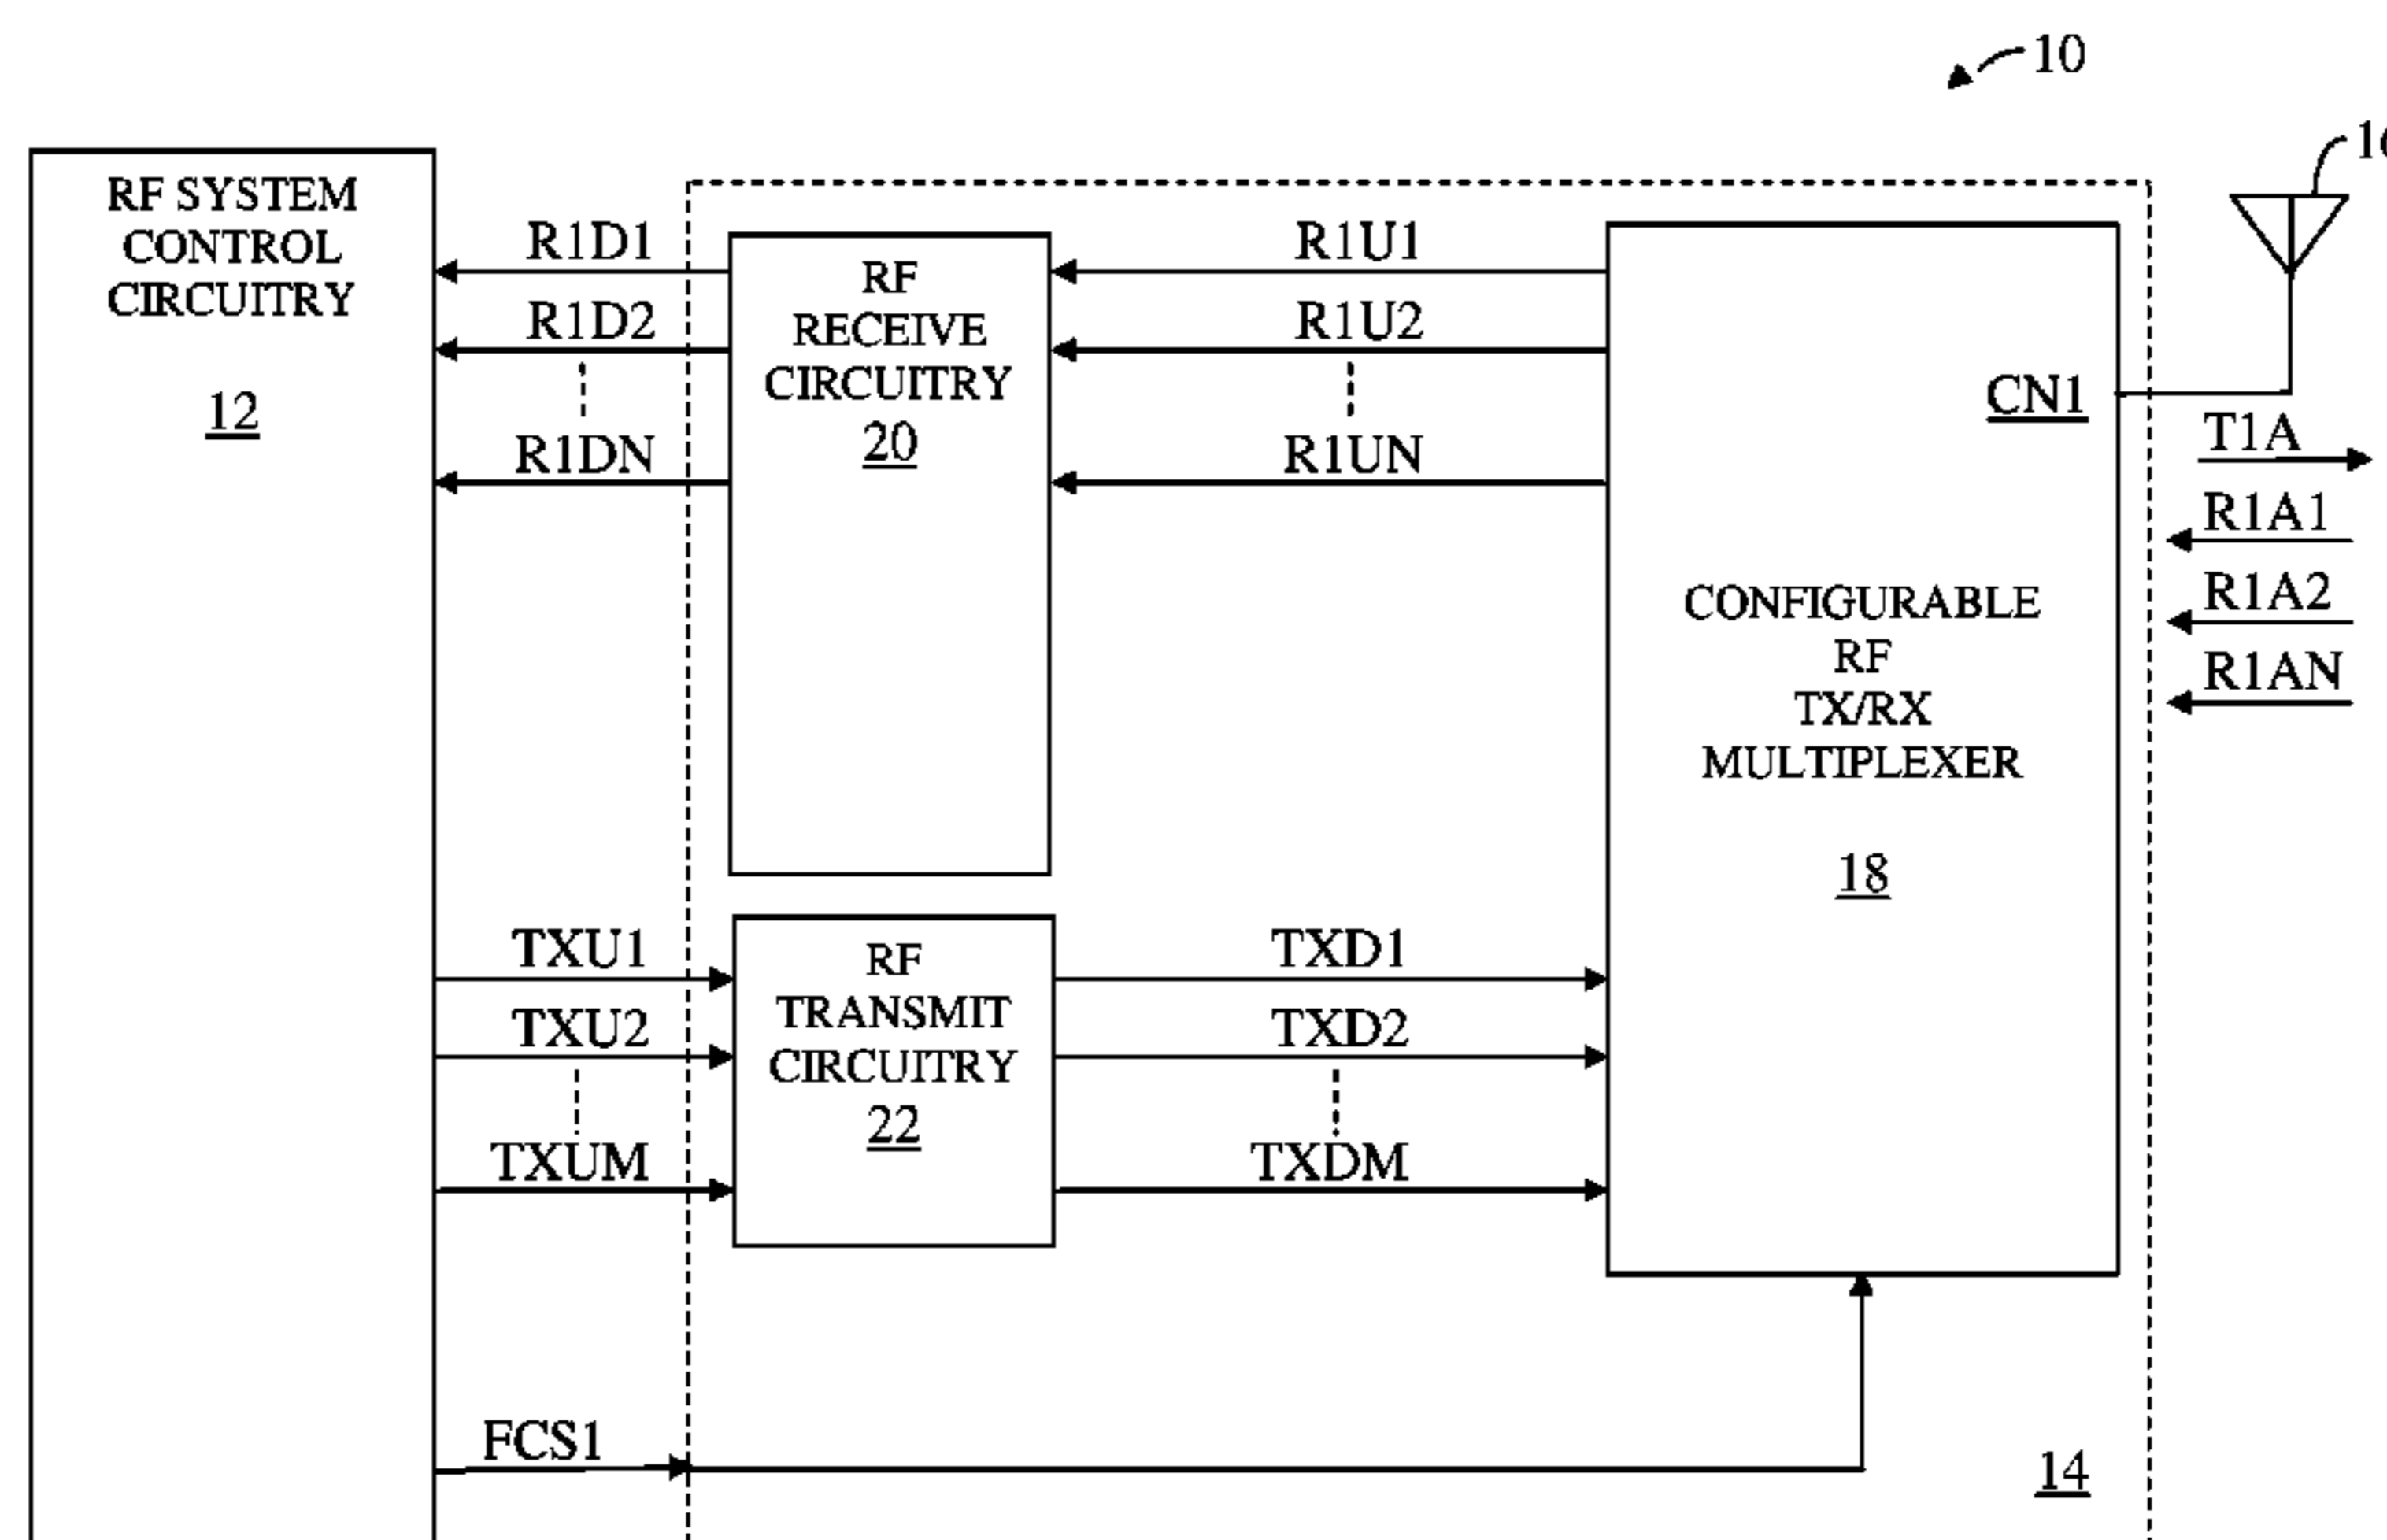 10
RF SYSTEM
CONTROL
CIRCUITRY
12
R1D1
R1D2
R1DN
RF
RECEIVE
CIRCUITRY
20
R1U1
R1U2
R1UN
CN1
T1A
R1A1
R1A2
R1AN
CONFIGURABLE
RF
TX/RX
MULTIPLEXER
18
TXU1
TXU2
TXUM
RF
TRANSMIT
CIRCUITRY
22
TXD1
TXD2
TXDM
FCS1
14